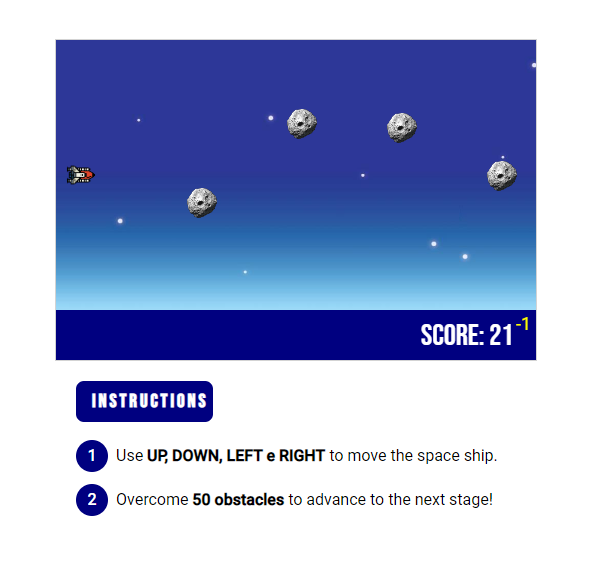 SCORE: 21 -1
INSTRUCTIONS
1 Use UP, DOWN, LEFT e RIGHT to move the space ship.
2 Overcome 50 obstacles to advance to the next stage!